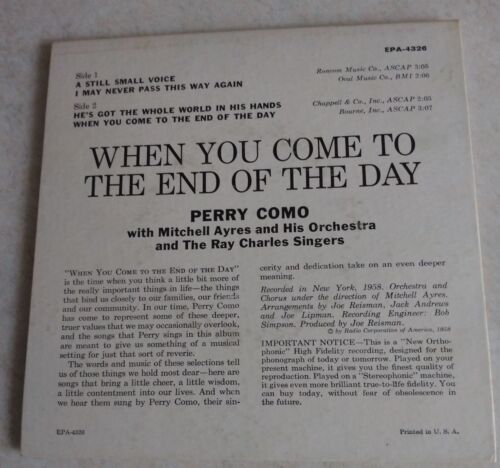 EPA-4326
Side 1
A STILL SMALL VOICE Roncom Music Co., ASCAP 3:05
I MAY NEVER PASS THIS WAY AGAIN Oval Music Co., BMI 2:06
Side 2
HE'S GOT THE WHOLE WORLD IN HIS HANDS Chappell & Co., Inc., ASCAP 2:05
WHEN YOU COME TO THE END OF THE DAY Bourne, Inc., ASCAP 3:07
WHEN YOU COME TO
THE END OF THE DAY
PERRY COMO
with Mitchell Ayres and His Orchestra
and The Ray Charles Singers
"WHEN YOU COME TO THE END OF THE DAY"
is the time when you think a little bit more of
the really important things in life—the things
that bind us closely to our families, our friends
and our community. In our time, Perry Como
has come to represent some of these deeper,
truer values that we may occasionally overlook,
and the songs that Perry sings in this album
are meant to give us something of a musical
setting for just that sort of reverie.
The words and music of these selections tell
us of those things we hold most dear—here are
songs that bring a little cheer, a little wisdom,
a little contentment into our lives. And when
we hear them sung by Perry Como, their sin-
cerity and dedication take on an even deeper
meaning.
Recorded in New York, 1958. Orchestra and
Chorus under the direction of Mitchell Ayres.
Arrangements by Joe Reisman, Jack Andrews
and Joe Lipman. Recording Engineer: Bob
Simpson. Produced by Joe Reisman.
© by Radio Corporation of America, 1958
IMPORTANT NOTICE—This is a "New Ortho-
phonic" High Fidelity recording, designed for the
phonograph of today or tomorrow. Played on your
present machine, it gives you the finest quality of
reproduction. Played on a "Stereophonic" machine,
it gives even more brilliant true-to-life fidelity. You
can buy today, without fear of obsolescence in
the future.
EPA-4326
Printed in U. S. A.